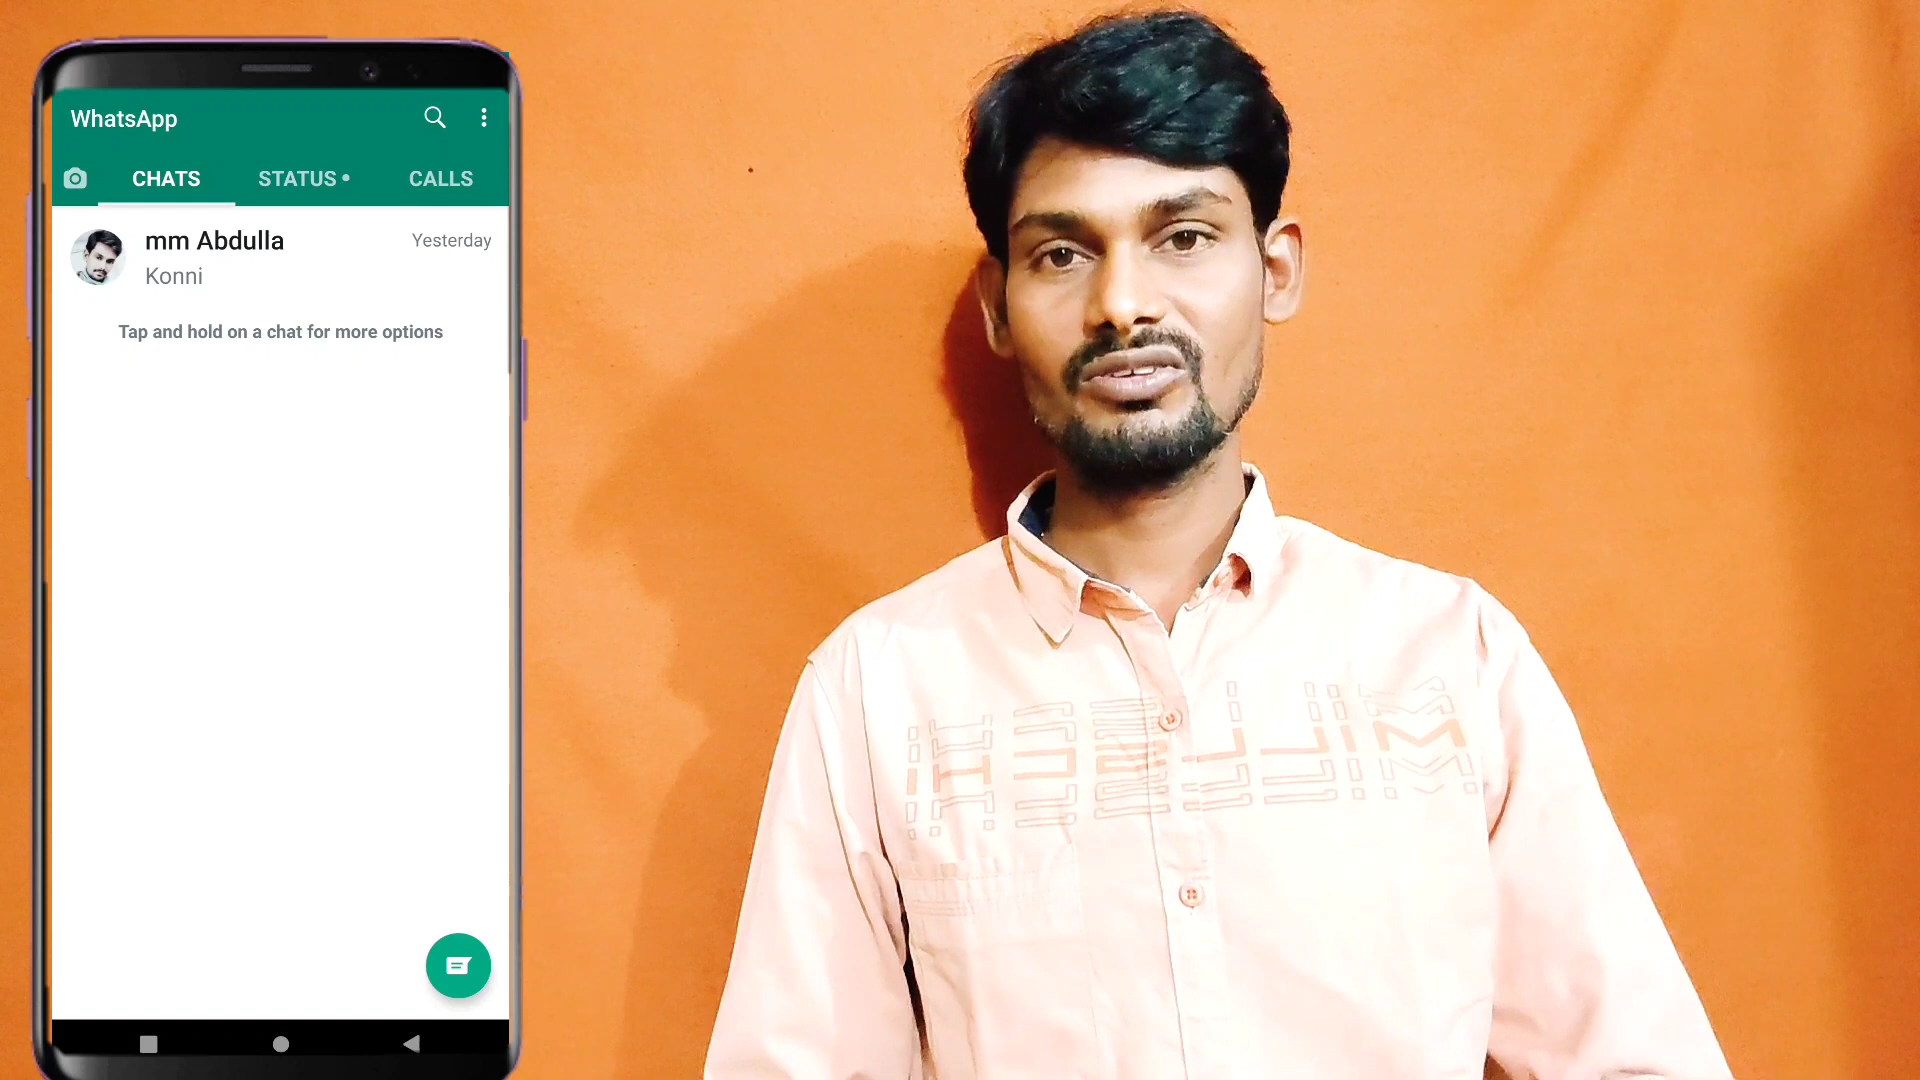 WhatsApp
CHATS STATUS CALLS
mm Abdulla Yesterday
Konni
Tap and hold on a chat for more options